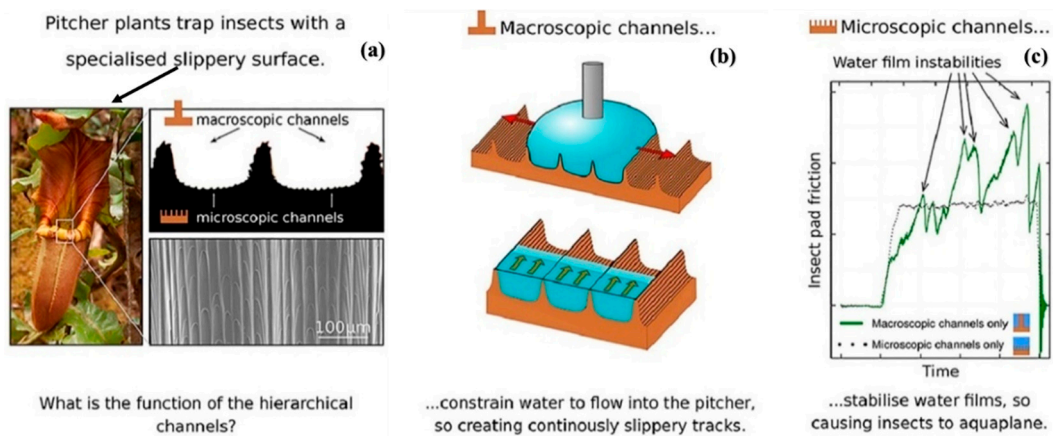 Pitcher plants trap insects with a
specialised slippery surface.
(a)
macroscopic channels
microscopic channels
100μm
What is the function of the hierarchical
channels?
Macroscopic channels...
(b)
...constrain water to flow into the pitcher,
so creating continously slippery tracks.
Microscopic channels...
(c)
Water film instabilities
Insect pad friction
Macroscopic channels only
Microscopic channels only
Time
...stabilise water films, so
causing insects to aquaplane.